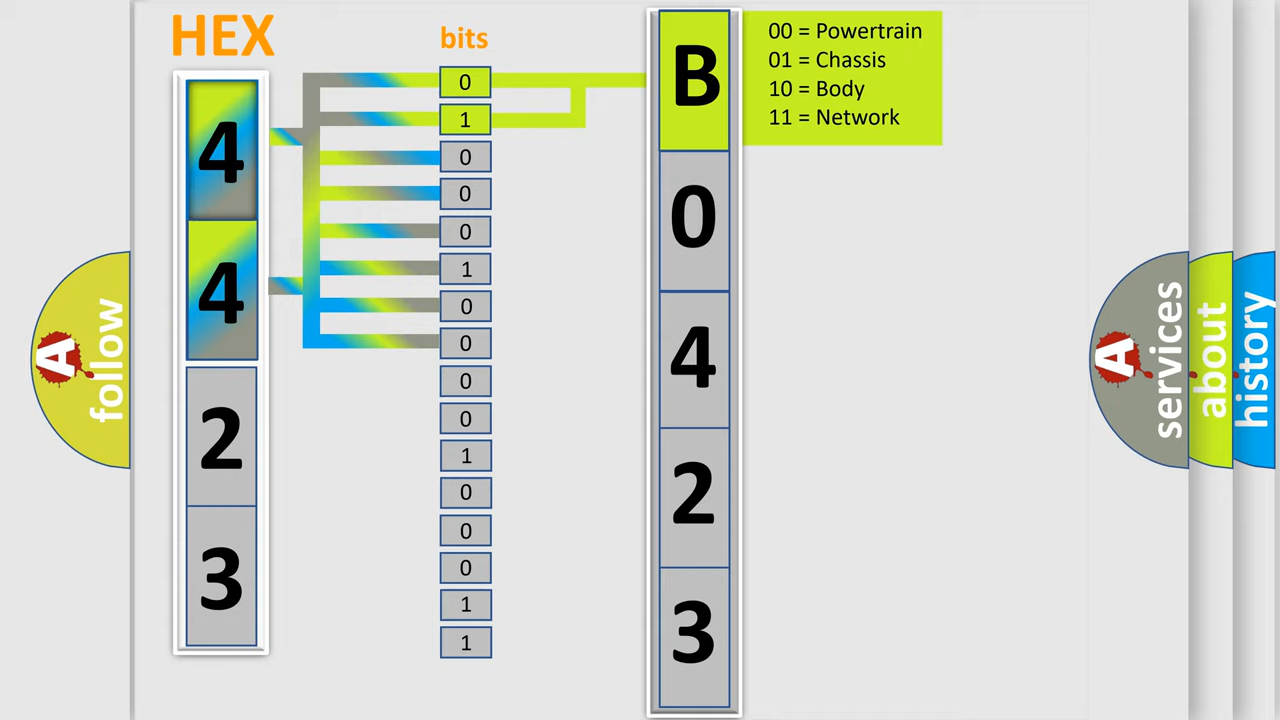 HEX
bits
4
4
2
3
0
1
0
0
0
1
0
0
0
0
1
0
0
0
1
1
B
0
4
2
3
00 = Powertrain
01 = Chassis
10 = Body
11 = Network
A
follow
A
services
about
history